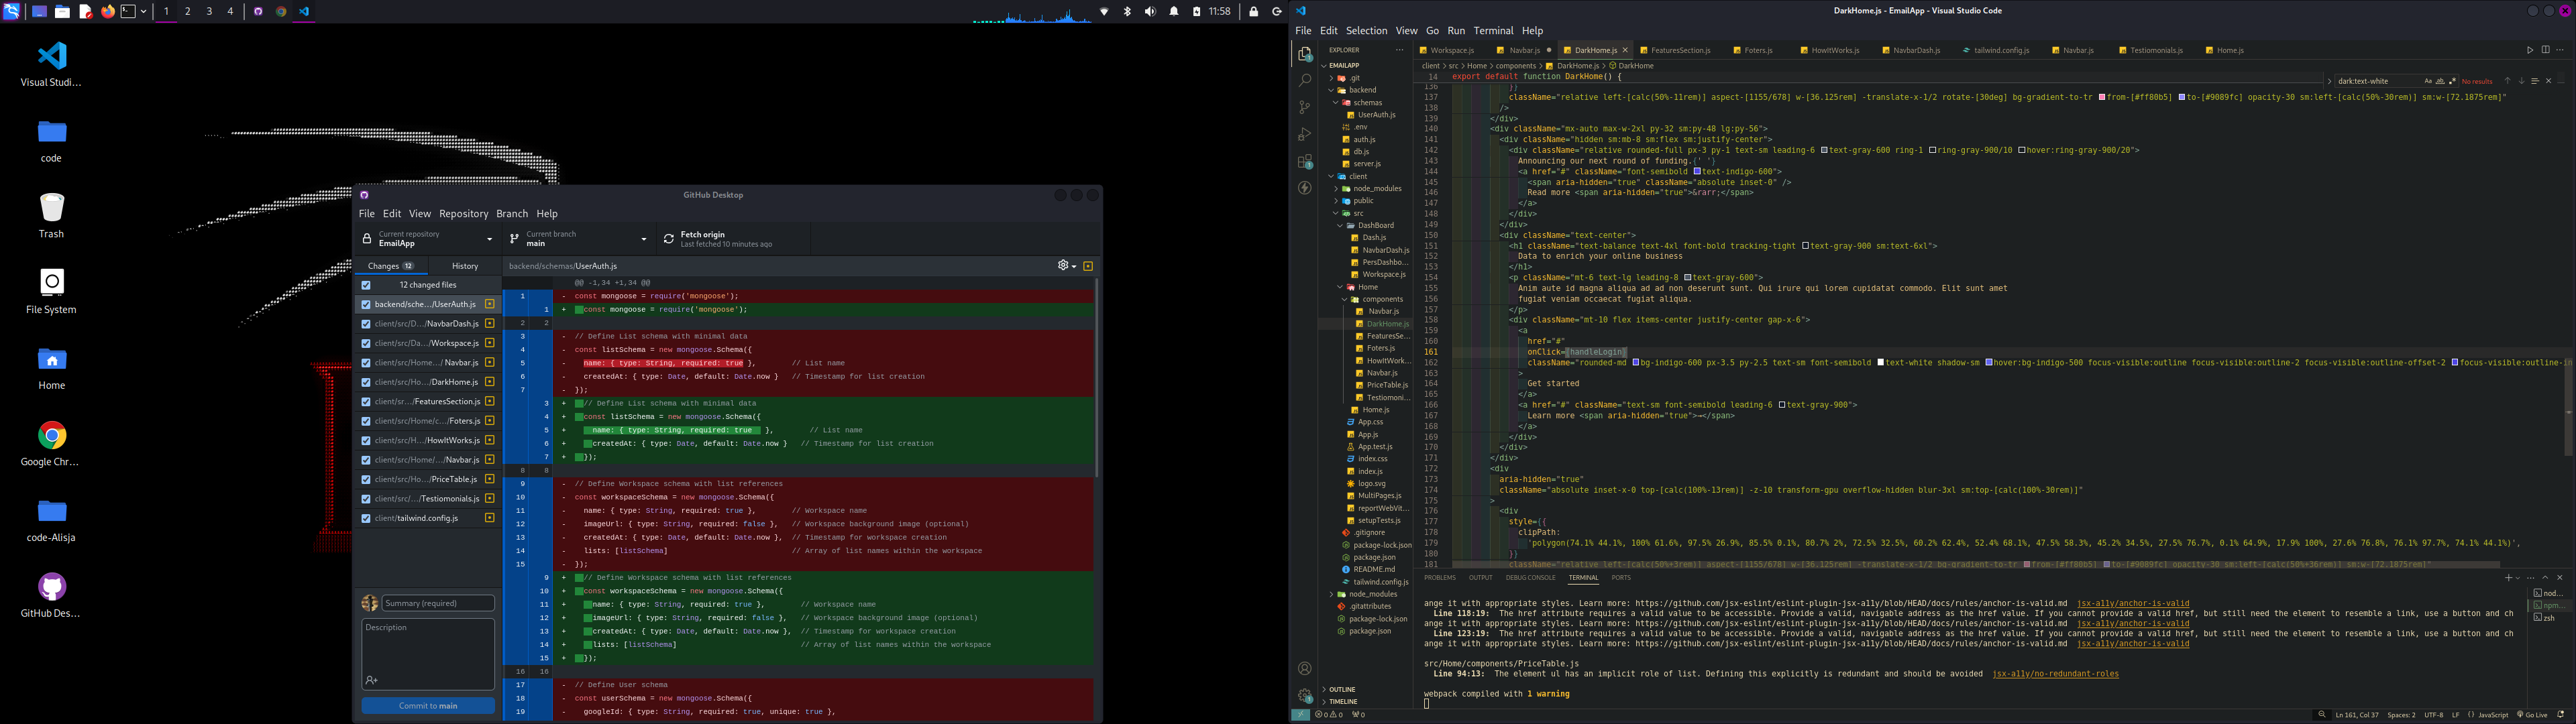 1 2 3 4
11:58
Visual Studi...
code
Trash
File System
Home
Google Chr...
code-Alisja
GitHub Des...
GitHub Desktop
File Edit View Repository Branch Help
Current repository
EmailApp
Current branch
main
Fetch origin
Last fetched 10 minutes ago
Changes 12 History
12 changed files
backend/sche.../UserAuth.js
client/src/D.../NavbarDash.js
client/src/Da.../Workspace.js
client/src/Home.../ Navbar.js
client/src/Ho.../DarkHome.js
client/sr.../FeaturesSection.js
client/src/Home/c.../Foters.js
client/src/H.../HowItWorks.js
client/src/Home/.../Navbar.js
client/src/Ho.../PriceTable.js
client/src/.../Testiomonials.js
client/tailwind.config.js
Summary (required)
Description
Commit to main
backend/schemas/UserAuth.js
@@ -1,34 +1,34 @@
1 - const mongoose = require('mongoose');
1 + const mongoose = require('mongoose');
2 2
3 - // Define List schema with minimal data
4 - const listSchema = new mongoose.Schema({
5 - name: { type: String, required: true }, // List name
6 - createdAt: { type: Date, default: Date.now } // Timestamp for list creation
7 - });
3 + // Define List schema with minimal data
4 + const listSchema = new mongoose.Schema({
5 + name: { type: String, required: true }, // List name
6 + createdAt: { type: Date, default: Date.now } // Timestamp for list creation
7 + });
8 8
9 - // Define Workspace schema with list references
10 - const workspaceSchema = new mongoose.Schema({
11 - name: { type: String, required: true }, // Workspace name
12 - imageUrl: { type: String, required: false }, // Workspace background image (optional)
13 - createdAt: { type: Date, default: Date.now }, // Timestamp for workspace creation
14 - lists: [listSchema] // Array of list names within the workspace
15 - });
9 + // Define Workspace schema with list references
10 + const workspaceSchema = new mongoose.Schema({
11 + name: { type: String, required: true }, // Workspace name
12 + imageUrl: { type: String, required: false }, // Workspace background image (optional)
13 + createdAt: { type: Date, default: Date.now }, // Timestamp for workspace creation
14 + lists: [listSchema] // Array of list names within the workspace
15 + });
16 16
17 - // Define User schema
18 - const userSchema = new mongoose.Schema({
19 - googleId: { type: String, required: true, unique: true },
DarkHome.js - EmailApp - Visual Studio Code
File Edit Selection View Go Run Terminal Help
EXPLORER
EMAILAPP
.git
backend
schemas
UserAuth.js
.env
auth.js
db.js
server.js
client
node_modules
public
src
DashBoard
Dash.js
NavbarDash.js
PersDashbo...
Workspace.js
Home
components
Navbar.js
DarkHome.js
FeaturesSe...
Foters.js
HowItWork...
Navbar.js
PriceTable.js
Testiomoni...
Home.js
App.css
App.js
App.test.js
index.css
index.js
logo.svg
MultiPages.js
reportWebVit...
setupTests.js
.gitignore
package-lock.json
package.json
README.md
tailwind.config.js
node_modules
.gitattributes
package-lock.json
package.json
OUTLINE
TIMELINE
Workspace.js Navbar.js DarkHome.js FeaturesSection.js Foters.js HowItWorks.js NavbarDash.js tailwind.config.js Navbar.js Testiomonials.js Home.js
client > src > Home > components > DarkHome.js > DarkHome
dark:text-white Aa ab No results
14 export default function DarkHome() {
136 }}
137 className="relative left-[calc(50%-11rem)] aspect-[1155/678] w-[36.125rem] -translate-x-1/2 rotate-[30deg] bg-gradient-to-tr from-[#ff80b5] to-[#9089fc] opacity-30 sm:left-[calc(50%-30rem)] sm:w-[72.1875rem]"
138 />
139 </div>
140 <div className="mx-auto max-w-2xl py-32 sm:py-48 lg:py-56">
141 <div className="hidden sm:mb-8 sm:flex sm:justify-center">
142 <div className="relative rounded-full px-3 py-1 text-sm leading-6 text-gray-600 ring-1 ring-gray-900/10 hover:ring-gray-900/20">
143 Announcing our next round of funding.{' '}
144 <a href="#" className="font-semibold text-indigo-600">
145 <span aria-hidden="true" className="absolute inset-0" />
146 Read more <span aria-hidden="true">&rarr;</span>
147 </a>
148 </div>
149 </div>
150 <div className="text-center">
151 <h1 className="text-balance text-4xl font-bold tracking-tight text-gray-900 sm:text-6xl">
152 Data to enrich your online business
153 </h1>
154 <p className="mt-6 text-lg leading-8 text-gray-600">
155 Anim aute id magna aliqua ad ad non deserunt sunt. Qui irure qui lorem cupidatat commodo. Elit sunt amet
156 fugiat veniam occaecat fugiat aliqua.
157 </p>
158 <div className="mt-10 flex items-center justify-center gap-x-6">
159 <a
160 href="#"
161 onClick={handleLogin}
162 className="rounded-md bg-indigo-600 px-3.5 py-2.5 text-sm font-semibold text-white shadow-sm hover:bg-indigo-500 focus-visible:outline focus-visible:outline-2 focus-visible:outline-offset-2 focus-visible:outline-in
163 >
164 Get started
165 </a>
166 <a href="#" className="text-sm font-semibold leading-6 text-gray-900">
167 Learn more <span aria-hidden="true">→</span>
168 </a>
169 </div>
170 </div>
171 </div>
172 <div
173 aria-hidden="true"
174 className="absolute inset-x-0 top-[calc(100%-13rem)] -z-10 transform-gpu overflow-hidden blur-3xl sm:top-[calc(100%-30rem)]"
175 >
176 <div
177 style={{
178 clipPath:
179 'polygon(74.1% 44.1%, 100% 61.6%, 97.5% 26.9%, 85.5% 0.1%, 80.7% 2%, 72.5% 32.5%, 60.2% 62.4%, 52.4% 68.1%, 47.5% 58.3%, 45.2% 34.5%, 27.5% 76.7%, 0.1% 64.9%, 17.9% 100%, 27.6% 76.8%, 76.1% 97.7%, 74.1% 44.1%)',
180 }}
181 className="relative left-[calc(50%+3rem)] aspect-[1155/678] w-[36.125rem] -translate-x-1/2 bg-gradient-to-tr from-[#ff80b5] to-[#9089fc] opacity-30 sm:left-[calc(50%+36rem)] sm:w-[72.1875rem]"
PROBLEMS OUTPUT DEBUG CONSOLE TERMINAL PORTS
ange it with appropriate styles. Learn more: https://github.com/jsx-eslint/eslint-plugin-jsx-a11y/blob/HEAD/docs/rules/anchor-is-valid.md jsx-a11y/anchor-is-valid
Line 118:19: The href attribute requires a valid value to be accessible. Provide a valid, navigable address as the href value. If you cannot provide a valid href, but still need the element to resemble a link, use a button and ch
ange it with appropriate styles. Learn more: https://github.com/jsx-eslint/eslint-plugin-jsx-a11y/blob/HEAD/docs/rules/anchor-is-valid.md jsx-a11y/anchor-is-valid
Line 123:19: The href attribute requires a valid value to be accessible. Provide a valid, navigable address as the href value. If you cannot provide a valid href, but still need the element to resemble a link, use a button and ch
ange it with appropriate styles. Learn more: https://github.com/jsx-eslint/eslint-plugin-jsx-a11y/blob/HEAD/docs/rules/anchor-is-valid.md jsx-a11y/anchor-is-valid
src/Home/components/PriceTable.js
Line 94:13: The element ul has an implicit role of list. Defining this explicitly is redundant and should be avoided jsx-a11y/no-redundant-roles
webpack compiled with 1 warning
nod...
npm...
zsh
0 0 0 Ln 161, Col 37 Spaces: 2 UTF-8 LF {} JavaScript Go Live